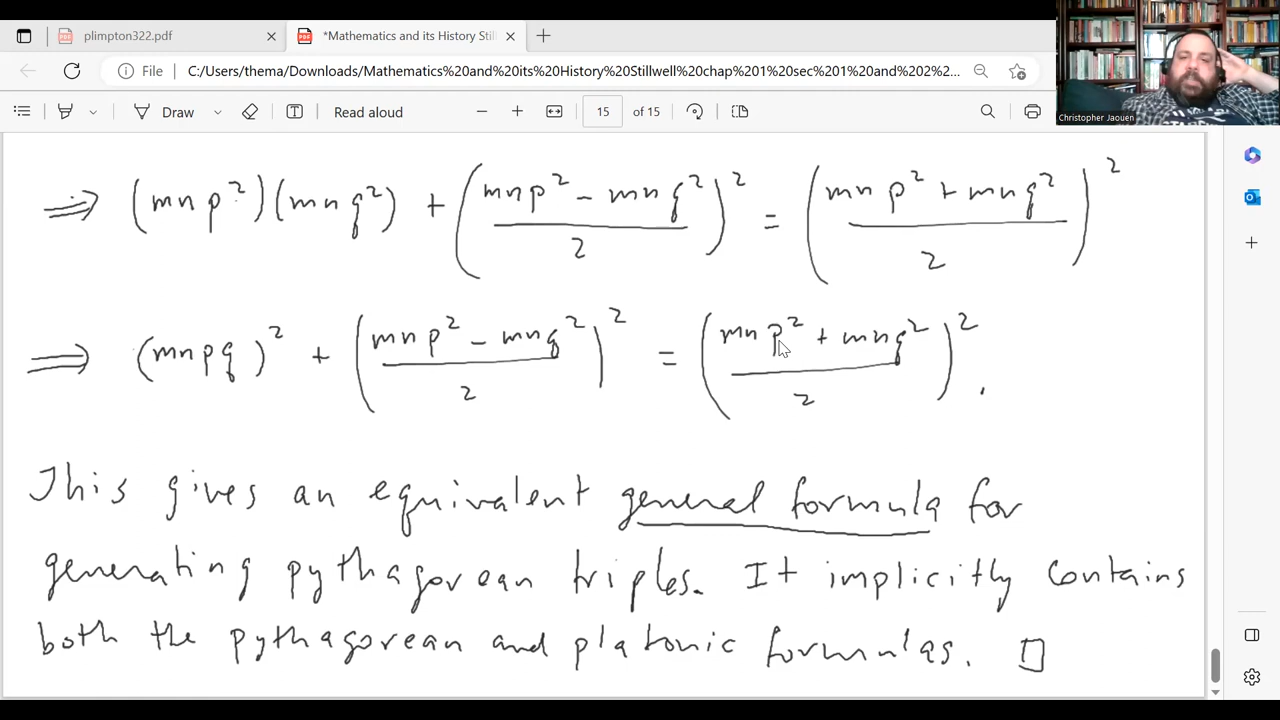 plimpton322.pdf
*Mathematics and its History Still
File
C:/Users/thema/Downloads/Mathematics%20and%20its%20History%20Stillwell%20chap%201%20sec%201%20and%202%2...
Draw
Read aloud
15
of 15
Christopher Jaouen
⟹ (mnp²)(mnq²) + ((mnp² − mnq²)/2)² = ((mnp² + mnq²)/2)²
⟹ (mnpq)² + ((mnp² − mnq²)/2)² = ((mnp² + mnq²)/2)².
This gives an equivalent general formula for
generating pythagorean triples. It implicitly contains
both the pythagorean and platonic formulas. □